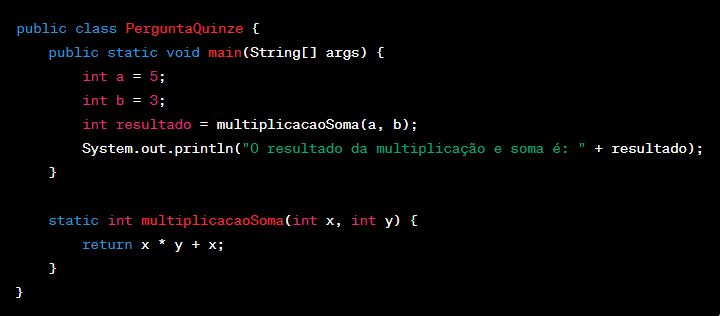 public class PerguntaQuinze {
    public static void main(String[] args) {
        int a = 5;
        int b = 3;
        int resultado = multiplicacaoSoma(a, b);
        System.out.println("O resultado da multiplicação e soma é: " + resultado);
    }

    static int multiplicacaoSoma(int x, int y) {
        return x * y + x;
    }
}